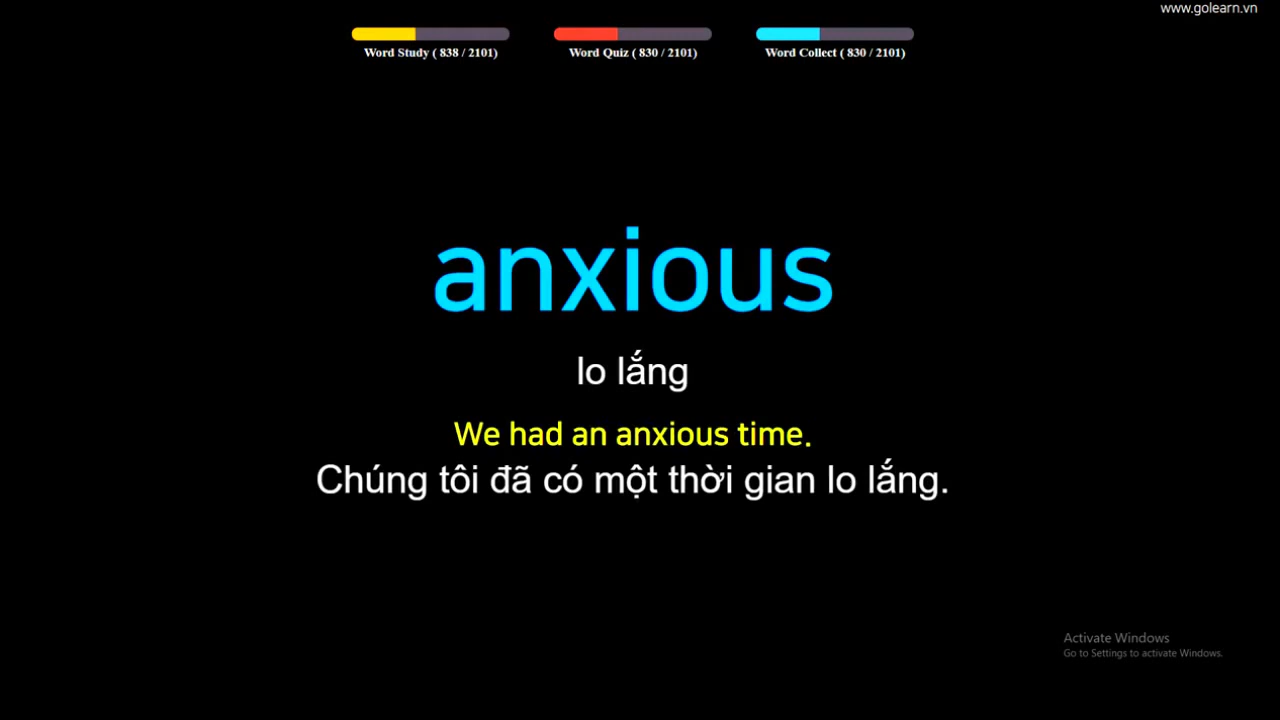 www.golearn.vn
Word Study ( 838 / 2101)
Word Quiz ( 830 / 2101)
Word Collect ( 830 / 2101)
anxious
lo lắng
We had an anxious time.
Chúng tôi đã có một thời gian lo lắng.
Activate Windows
Go to Settings to activate Windows.